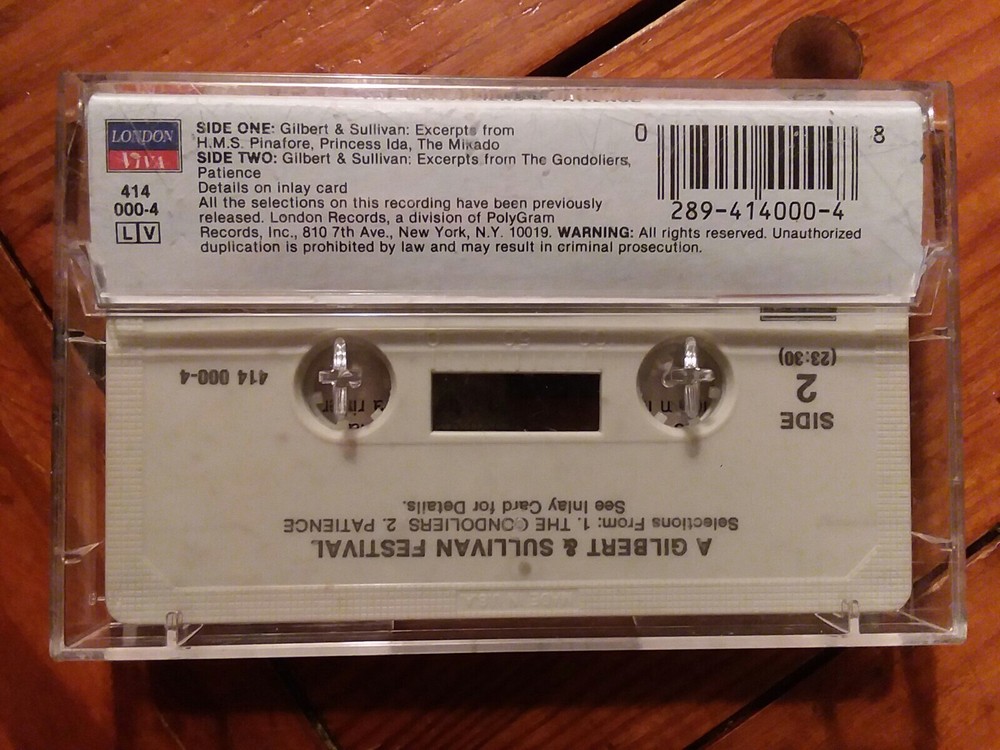 LONDON
VIVA
414
000-4
LV
SIDE ONE: Gilbert & Sullivan: Excerpts from
H.M.S. Pinafore, Princess Ida, The Mikado
SIDE TWO: Gilbert & Sullivan: Excerpts from The Gondoliers,
Patience
Details on inlay card
All the selections on this recording have been previously
released. London Records, a division of PolyGram
Records, Inc., 810 7th Ave., New York, N.Y. 10019. WARNING: All rights reserved. Unauthorized
duplication is prohibited by law and may result in criminal prosecution.
0 8
289-414000-4
A GILBERT & SULLIVAN FESTIVAL
Selections From: 1. THE GONDOLIERS 2. PATIENCE
See Inlay Card for Details.
SIDE
2
(23:30)
414 000-4